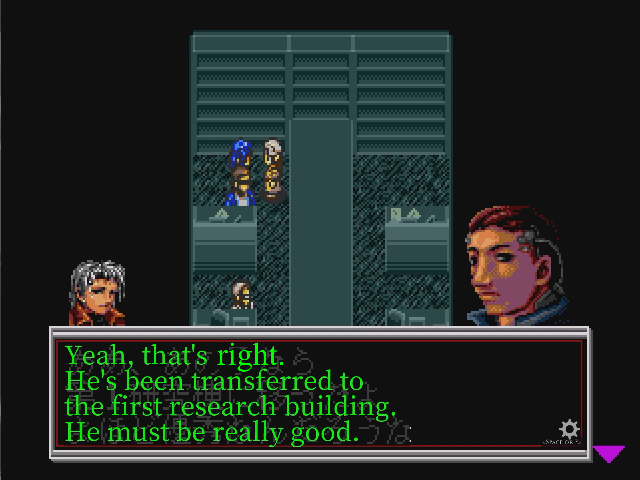 Yeah, that's right.
He's been transferred to
the first research building.
He must be really good.